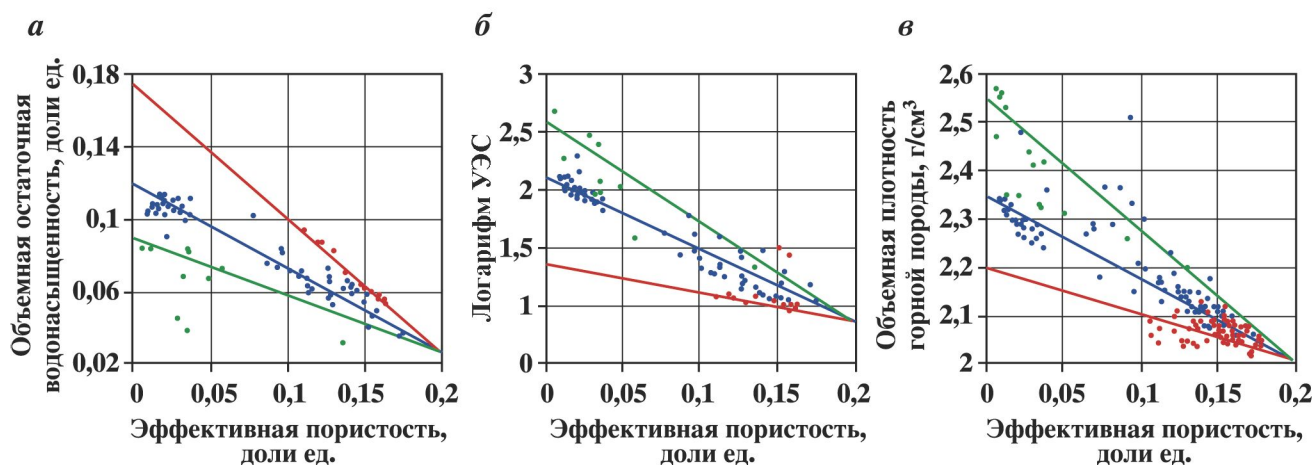 а
Объемная остаточная
водонасыщенность, доли ед.
0,18
0,14
0,1
0,06
0,02
0
0,05
0,1
0,15
0,2
Эффективная пористость,
доли ед.
б
Логарифм УЭС
3
2,5
2
1,5
1
0
0
0,05
0,1
0,15
0,2
Эффективная пористость,
доли ед.
в
Объемная плотность
горной породы, г/см³
2,6
2,5
2,4
2,3
2,2
2,1
2
0
0,05
0,1
0,15
0,2
Эффективная пористость,
доли ед.